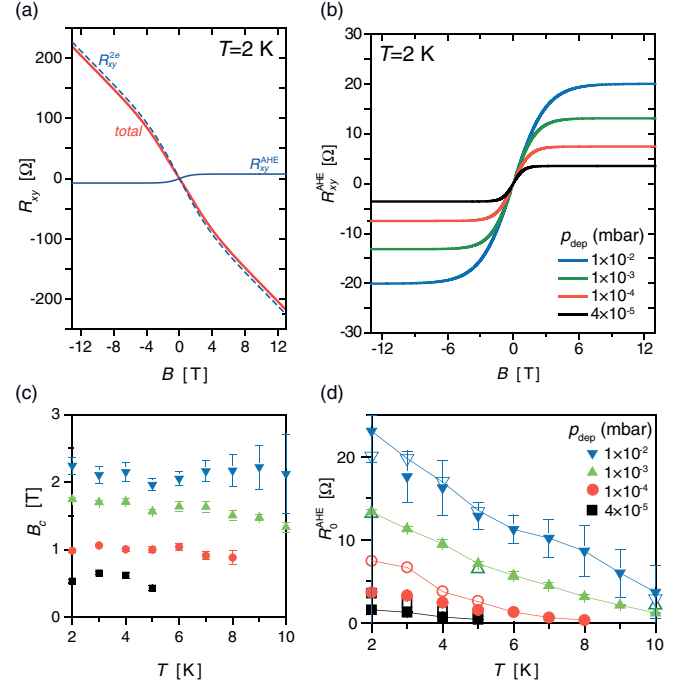 (a)
T=2 K
R_xy^2e
total
R_xy^AHE
R_xy [Ω]
200
100
0
-100
-200
-12 -8 -4 0 4 8 12
B [T]
(b)
T=2 K
R_xy^AHE [Ω]
30
20
10
0
-10
-20
-30
p_dep (mbar)
1×10^-2
1×10^-3
1×10^-4
4×10^-5
-12 -6 0 6 12
B [T]
(c)
B_c [T]
3
2
1
0
2 4 6 8 10
T [K]
(d)
R_0^AHE [Ω]
20
10
0
p_dep (mbar)
1×10^-2
1×10^-3
1×10^-4
4×10^-5
2 4 6 8 10
T [K]